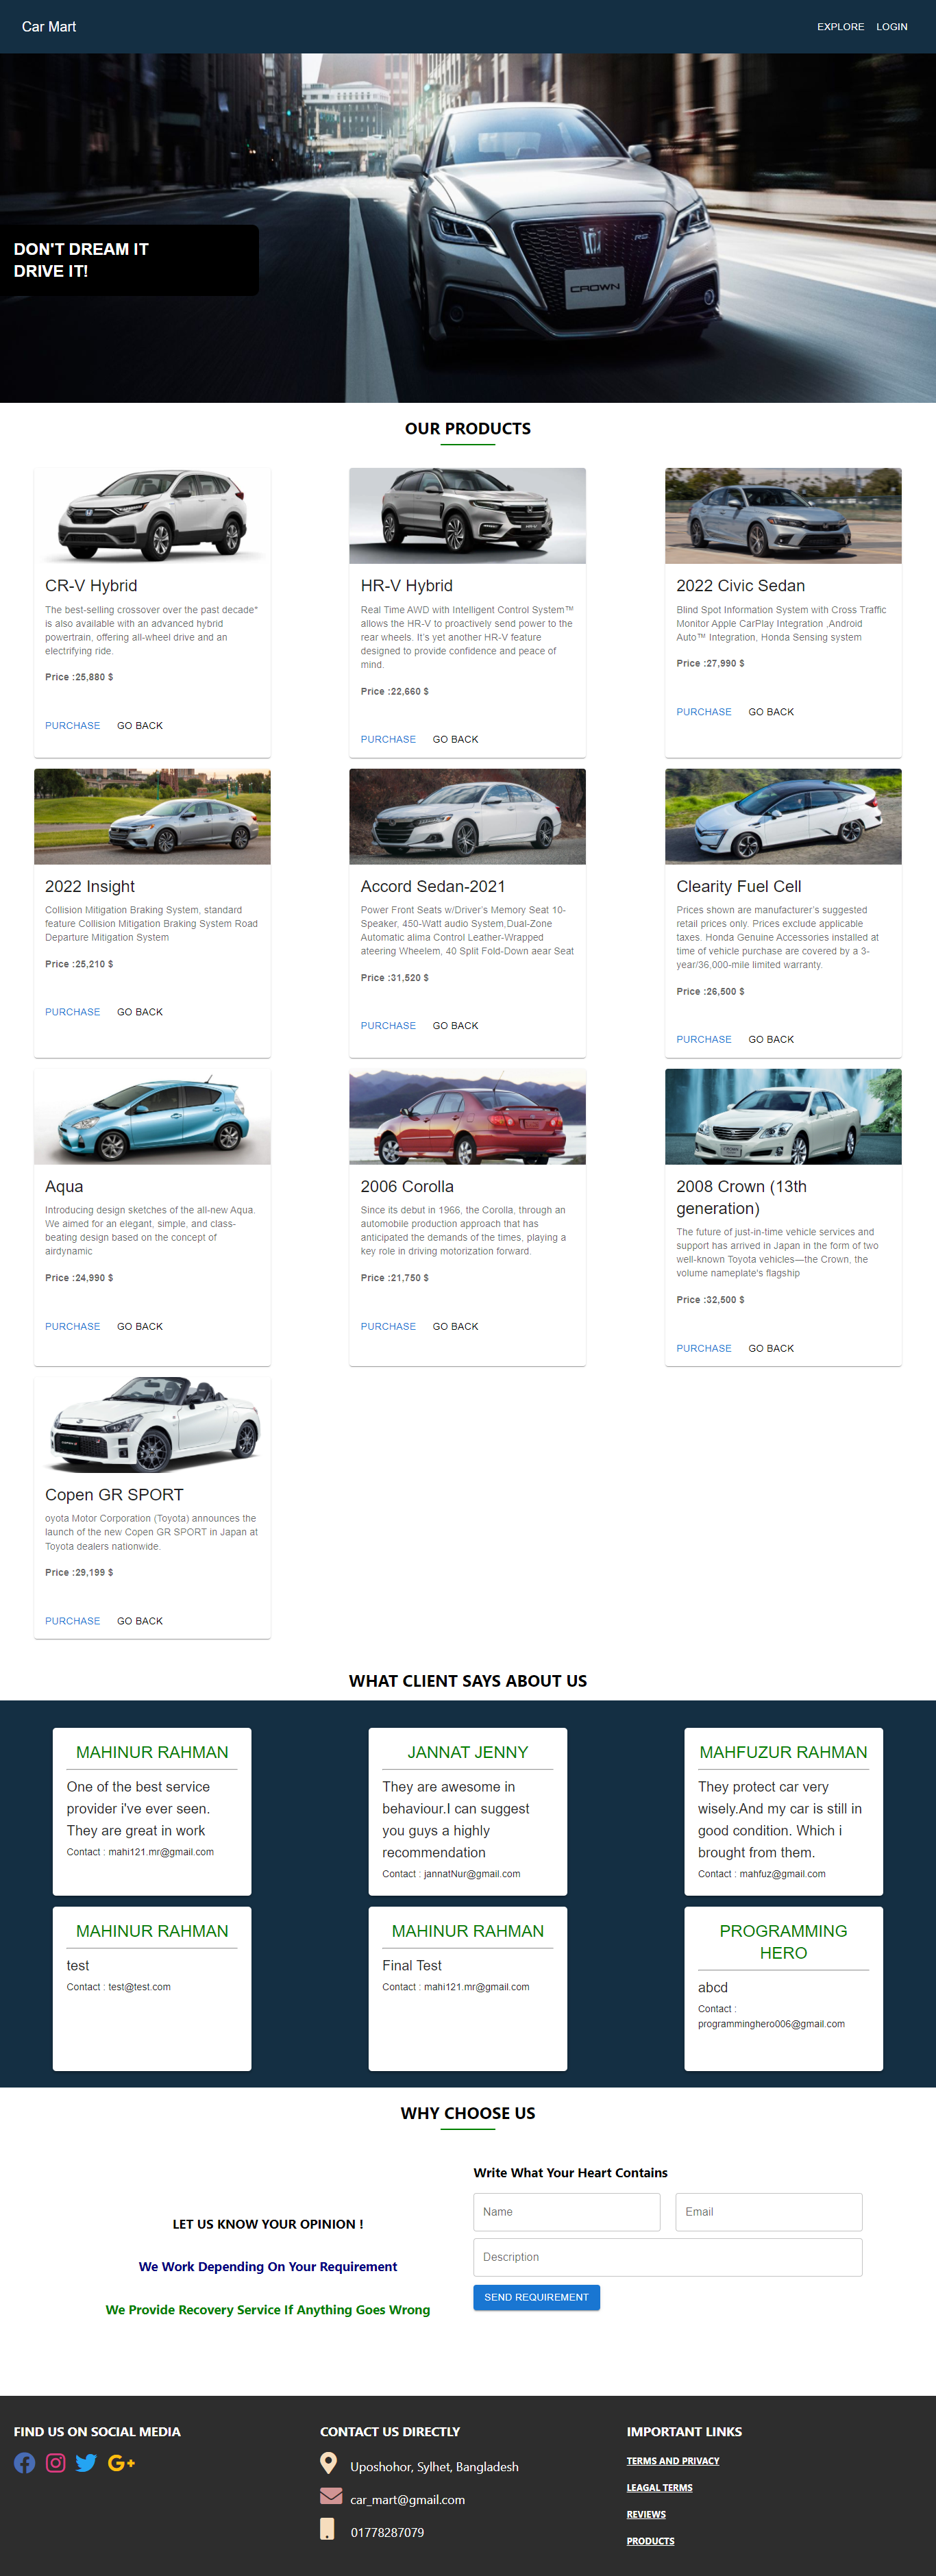 Car Mart
EXPLORE
LOGIN
RS
CROWN
DON'T DREAM IT
DRIVE IT!
OUR PRODUCTS
CR-V Hybrid
The best-selling crossover over the past decade*
is also available with an advanced hybrid
powertrain, offering all-wheel drive and an
electrifying ride.
Price :25,880 $
PURCHASE
GO BACK
HR-V Hybrid
Real Time AWD with Intelligent Control System™
allows the HR-V to proactively send power to the
rear wheels. It's yet another HR-V feature
designed to provide confidence and peace of
mind.
Price :22,660 $
PURCHASE
GO BACK
2022 Civic Sedan
Blind Spot Information System with Cross Traffic
Monitor Apple CarPlay Integration ,Android
Auto™ Integration, Honda Sensing system
Price :27,990 $
PURCHASE
GO BACK
2022 Insight
Collision Mitigation Braking System, standard
feature Collision Mitigation Braking System Road
Departure Mitigation System
Price :25,210 $
PURCHASE
GO BACK
Accord Sedan-2021
Power Front Seats w/Driver's Memory Seat 10-
Speaker, 450-Watt audio System,Dual-Zone
Automatic alima Control Leather-Wrapped
ateering Wheelem, 40 Split Fold-Down aear Seat
Price :31,520 $
PURCHASE
GO BACK
Clearity Fuel Cell
Prices shown are manufacturer's suggested
retail prices only. Prices exclude applicable
taxes. Honda Genuine Accessories installed at
time of vehicle purchase are covered by a 3-
year/36,000-mile limited warranty.
Price :26,500 $
PURCHASE
GO BACK
Aqua
Introducing design sketches of the all-new Aqua.
We aimed for an elegant, simple, and class-
beating design based on the concept of
airdynamic
Price :24,990 $
PURCHASE
GO BACK
2006 Corolla
Since its debut in 1966, the Corolla, through an
automobile production approach that has
anticipated the demands of the times, playing a
key role in driving motorization forward.
Price :21,750 $
PURCHASE
GO BACK
2008 Crown (13th
generation)
The future of just-in-time vehicle services and
support has arrived in Japan in the form of two
well-known Toyota vehicles—the Crown, the
volume nameplate's flagship
Price :32,500 $
PURCHASE
GO BACK
Copen GR SPORT
oyota Motor Corporation (Toyota) announces the
launch of the new Copen GR SPORT in Japan at
Toyota dealers nationwide.
Price :29,199 $
PURCHASE
GO BACK
WHAT CLIENT SAYS ABOUT US
MAHINUR RAHMAN
One of the best service
provider i've ever seen.
They are great in work
Contact : mahi121.mr@gmail.com
JANNAT JENNY
They are awesome in
behaviour.I can suggest
you guys a highly
recommendation
Contact : jannatNur@gmail.com
MAHFUZUR RAHMAN
They protect car very
wisely.And my car is still in
good condition. Which i
brought from them.
Contact : mahfuz@gmail.com
MAHINUR RAHMAN
test
Contact : test@test.com
MAHINUR RAHMAN
Final Test
Contact : mahi121.mr@gmail.com
PROGRAMMING
HERO
abcd
Contact :
programminghero006@gmail.com
WHY CHOOSE US
LET US KNOW YOUR OPINION !
We Work Depending On Your Requirement
We Provide Recovery Service If Anything Goes Wrong
Write What Your Heart Contains
Name
Email
Description
SEND REQUIREMENT
FIND US ON SOCIAL MEDIA
G+
CONTACT US DIRECTLY
Uposhohor, Sylhet, Bangladesh
car_mart@gmail.com
01778287079
IMPORTANT LINKS
TERMS AND PRIVACY
LEAGAL TERMS
REVIEWS
PRODUCTS